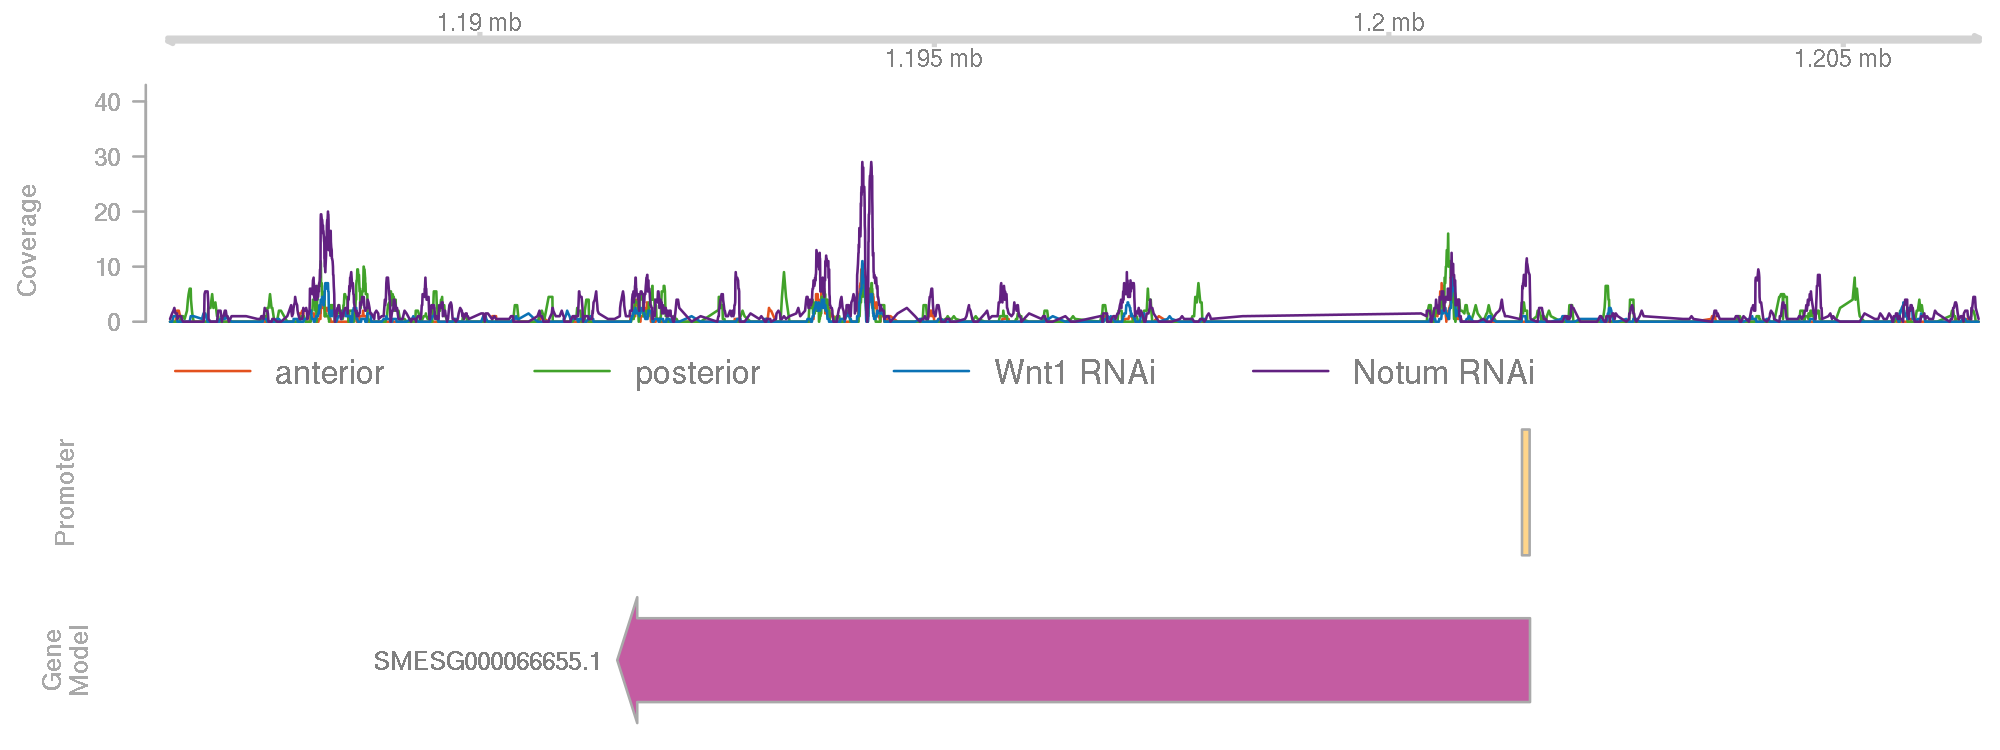 1.19 mb
1.2 mb
1.195 mb
1.205 mb
40
30
20
10
0
Coverage
anterior
posterior
Wnt1 RNAi
Notum RNAi
Promoter
Gene
Model
SMESG000066655.1